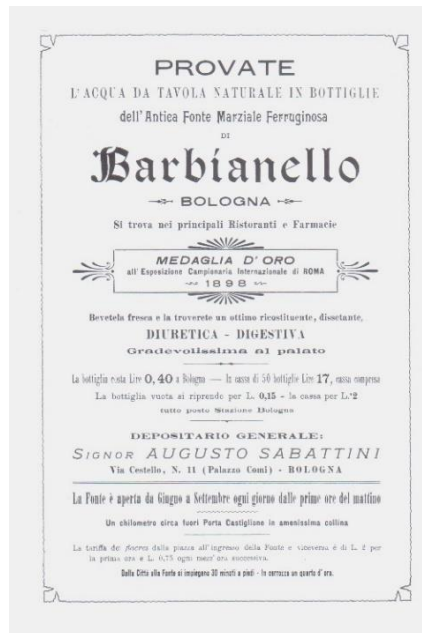 PROVATE
L'ACQUA DA TAVOLA NATURALE IN BOTTIGLIE
dell'Antica Fonte Marziale Ferruginosa
DI
Barbianello
BOLOGNA
Si trova nei principali Ristoranti e Farmacie
MEDAGLIA D'ORO
all'Esposizione Campionaria Internazionale di ROMA
1898
Bevetela fresca e la troverete un ottimo ricostituente, dissetante,
DIURETICA - DIGESTIVA
Gradevolissima al palato
La bottiglia costa Lire 0,40 a Bologna — In cassa di 50 bottiglie Lire 17, cassa compresa
La bottiglia vuota si riprende per L. 0,15 - la cassa per L. 2
tutto posto Stazione Bologna
DEPOSITARIO GENERALE:
SIGNOR AUGUSTO SABATTINI
Via Cestello, N. 11 (Palazzo Comi) - BOLOGNA
La Fonte è aperta da Giugno a Settembre ogni giorno dalle prime ore del mattino
Un chilometro circa fuori Porta Castiglione in amenissima collina
La tariffa dei fiacres dalla piazza all'ingresso della Fonte e viceversa è di L. 2 per
la prima ora e L. 0,75 ogni mezz'ora successiva.
Dalla Città alla Fonte si impiegano 30 minuti a piedi - In carrozza un quarto d'ora.